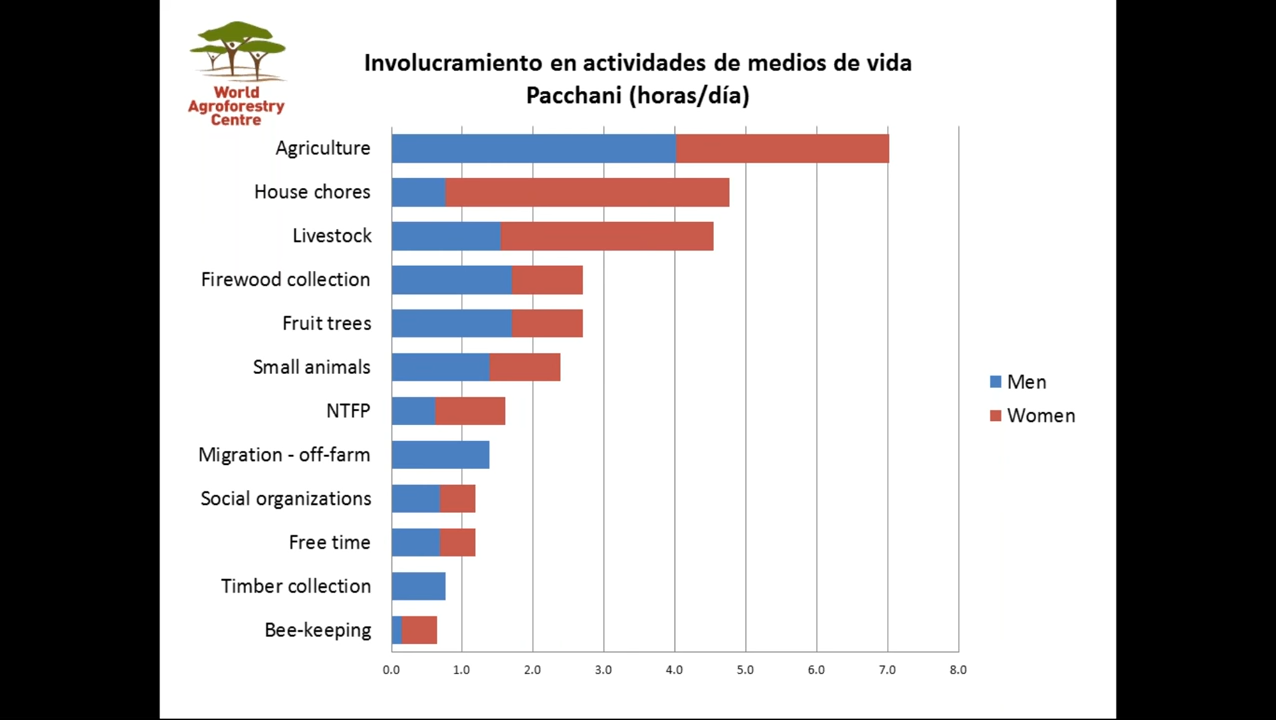 World
Agroforestry
Centre
Involucramiento en actividades de medios de vida
Pacchani (horas/día)
Agriculture
House chores
Livestock
Firewood collection
Fruit trees
Small animals
NTFP
Migration - off-farm
Social organizations
Free time
Timber collection
Bee-keeping
Men
Women
0.0 1.0 2.0 3.0 4.0 5.0 6.0 7.0 8.0